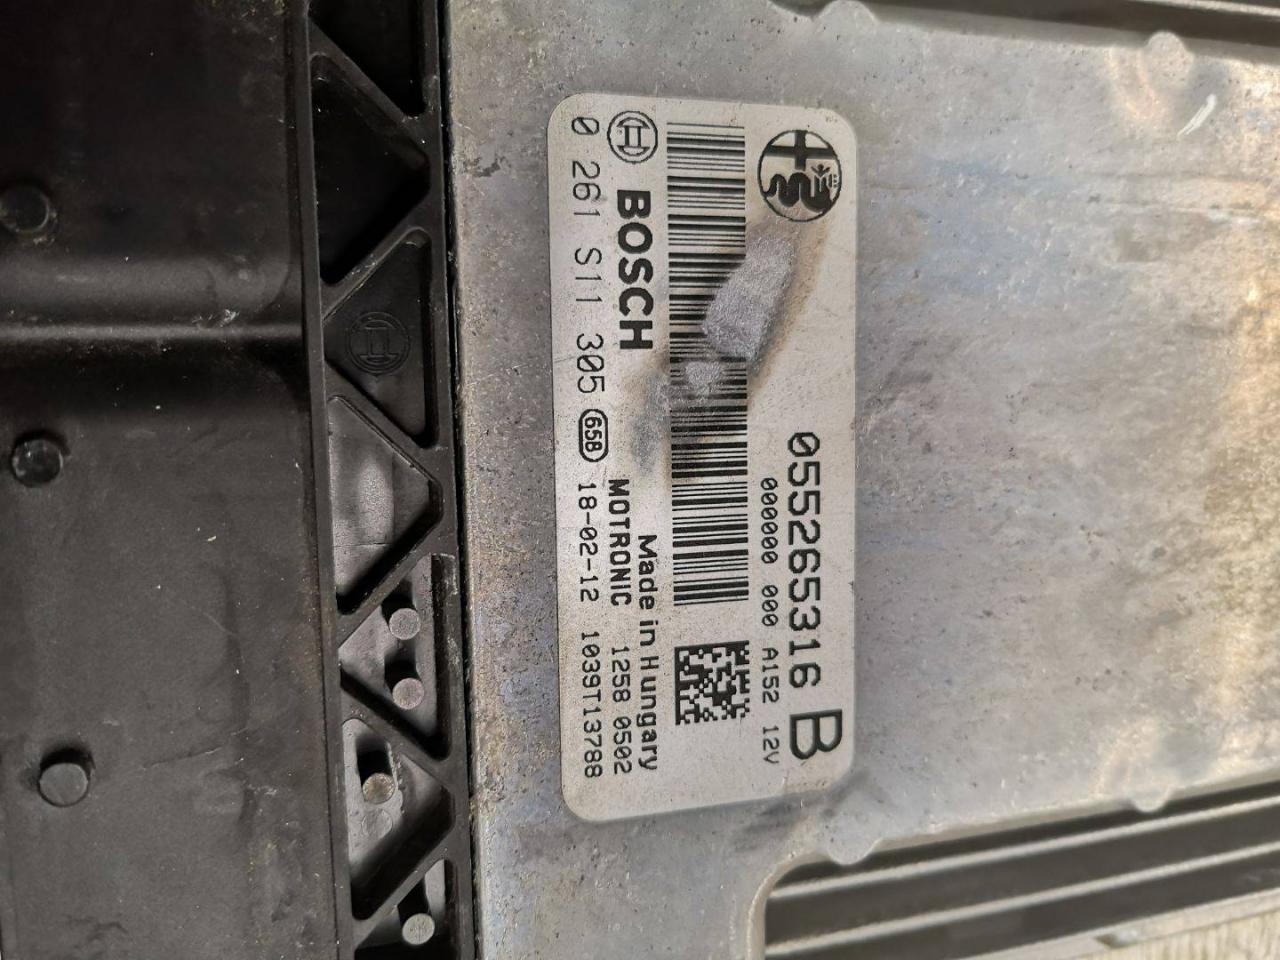 055265316 B
000000 000 A152 12V
Made in Hungary
BOSCH MOTRONIC 1258 0502
0 261 S11 305 65B 18-02-12 1039T13788